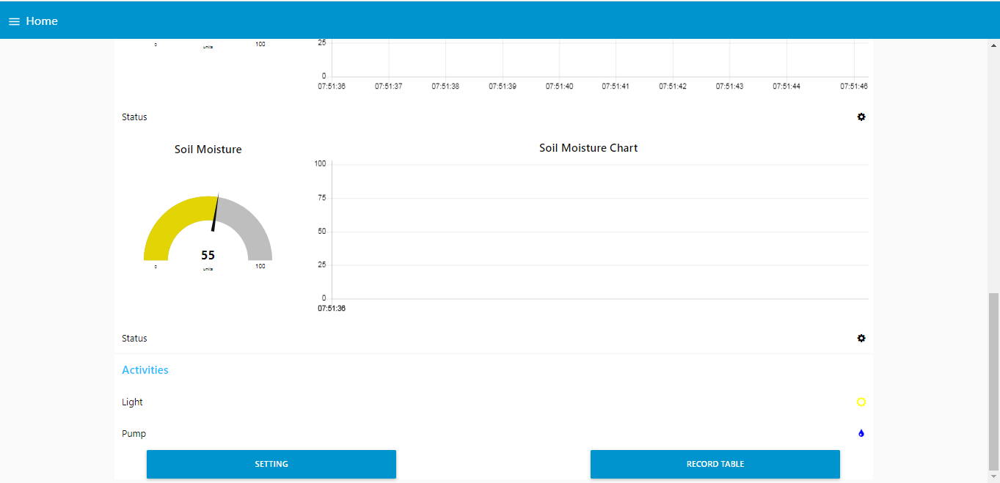 Home
0 units 100
25
0
07:51:36 07:51:37 07:51:38 07:51:39 07:51:40 07:51:41 07:51:42 07:51:43 07:51:44 07:51:46
Status
Soil Moisture
55
0 units 100
Soil Moisture Chart
100
75
50
25
0
07:51:36
Status
Activities
Light
Pump
SETTING
RECORD TABLE